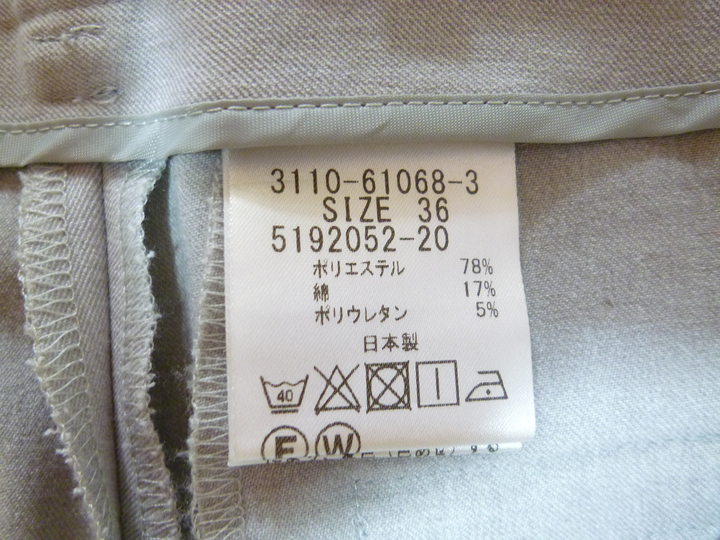 3110-61068-3
SIZE 36
5192052-20
ポリエステル 78%
綿 17%
ポリウレタン 5%
日本製
40
F W